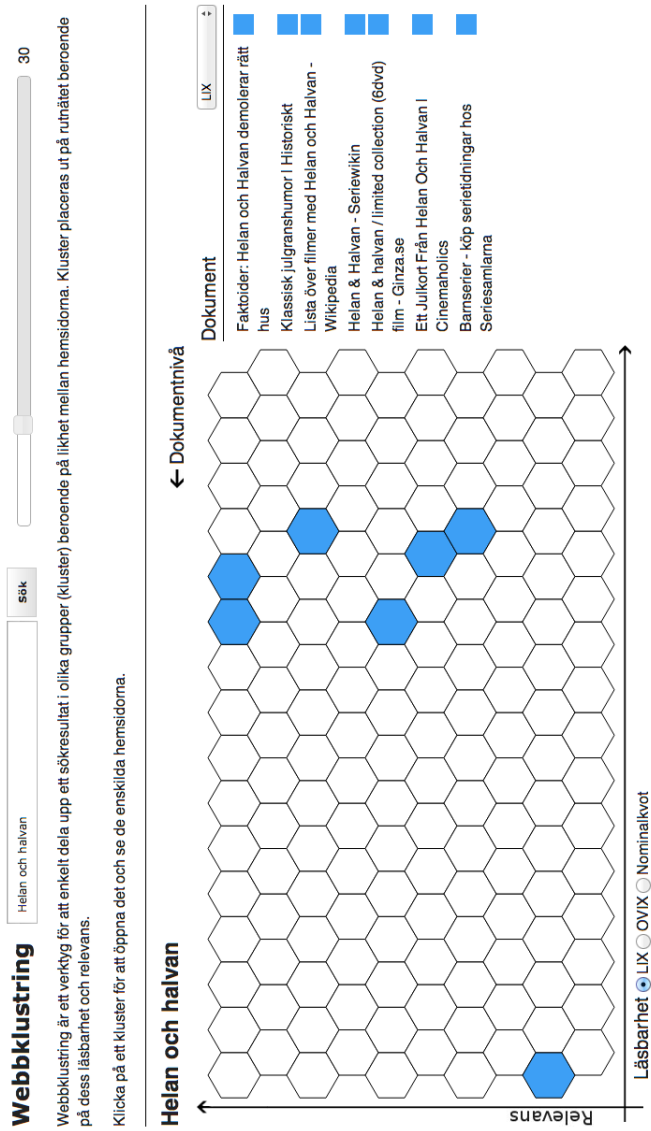 Webbklustring
Helan och halvan
Sök
30
Webbklustring är ett verktyg för att enkelt dela upp ett sökresultat i olika grupper (kluster) beroende på likhet mellan hemsidorna. Kluster placeras ut på rutnätet beroende
på dess läsbarhet och relevans.
Klicka på ett kluster för att öppna det och se de enskilda hemsidorna.
Helan och halvan
← Dokumentnivå
Relevans
Läsbarhet LIX OVIX Nominalkvot
Dokument
LIX
Faktoider: Helan och Halvan demolerar rätt
hus
Klassisk julgranshumor | Historiskt
Lista över filmer med Helan och Halvan -
Wikipedia
Helan & Halvan - Seriewikin
Helan & halvan / limited collection (6dvd)
film - Ginza.se
Ett Julkort Från Helan Och Halvan |
Cinemaholics
Barnserier - köp serietidningar hos
Seriesamlarna